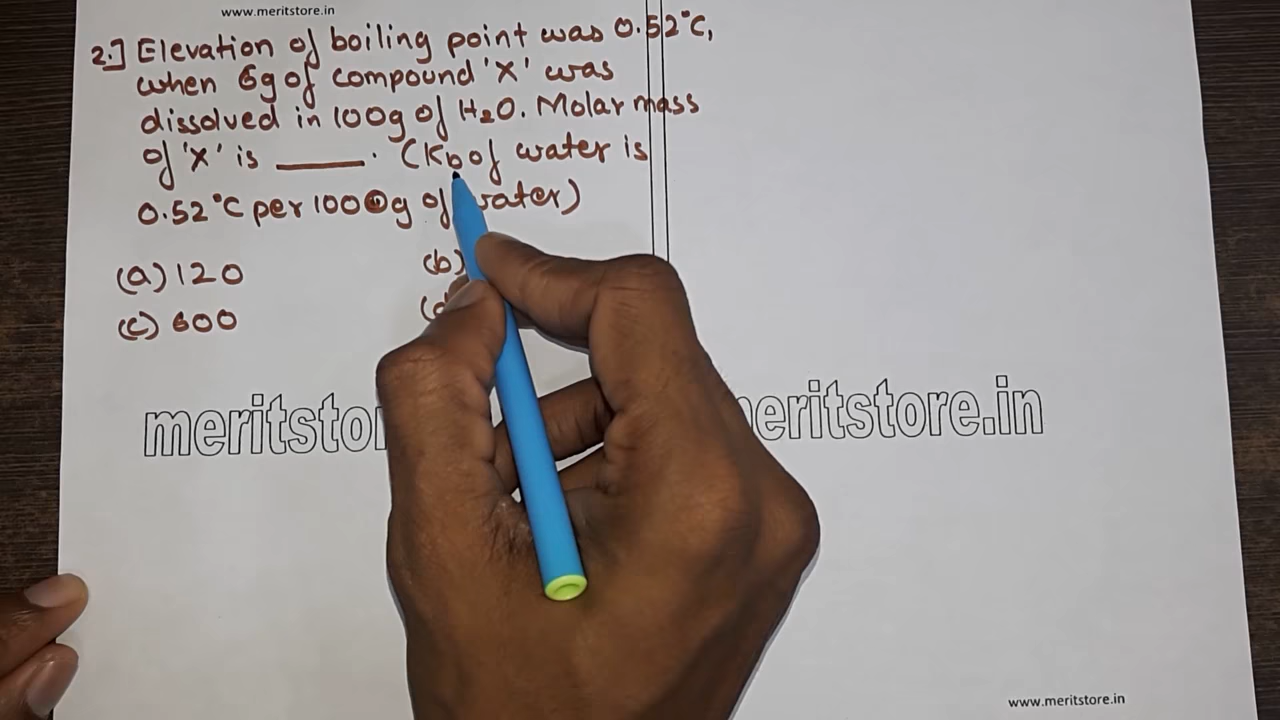 www.meritstore.in
2.] Elevation of boiling point was 0.52°C,
when 6g of compound 'X' was
dissolved in 100g of H₂O. Molar mass
of 'X' is ______. (Kb of water is
0.52°C per 1000g of water)
(a) 120
(b)
(c) 600
(d
meritstor
meritstore.in
www.meritstore.in